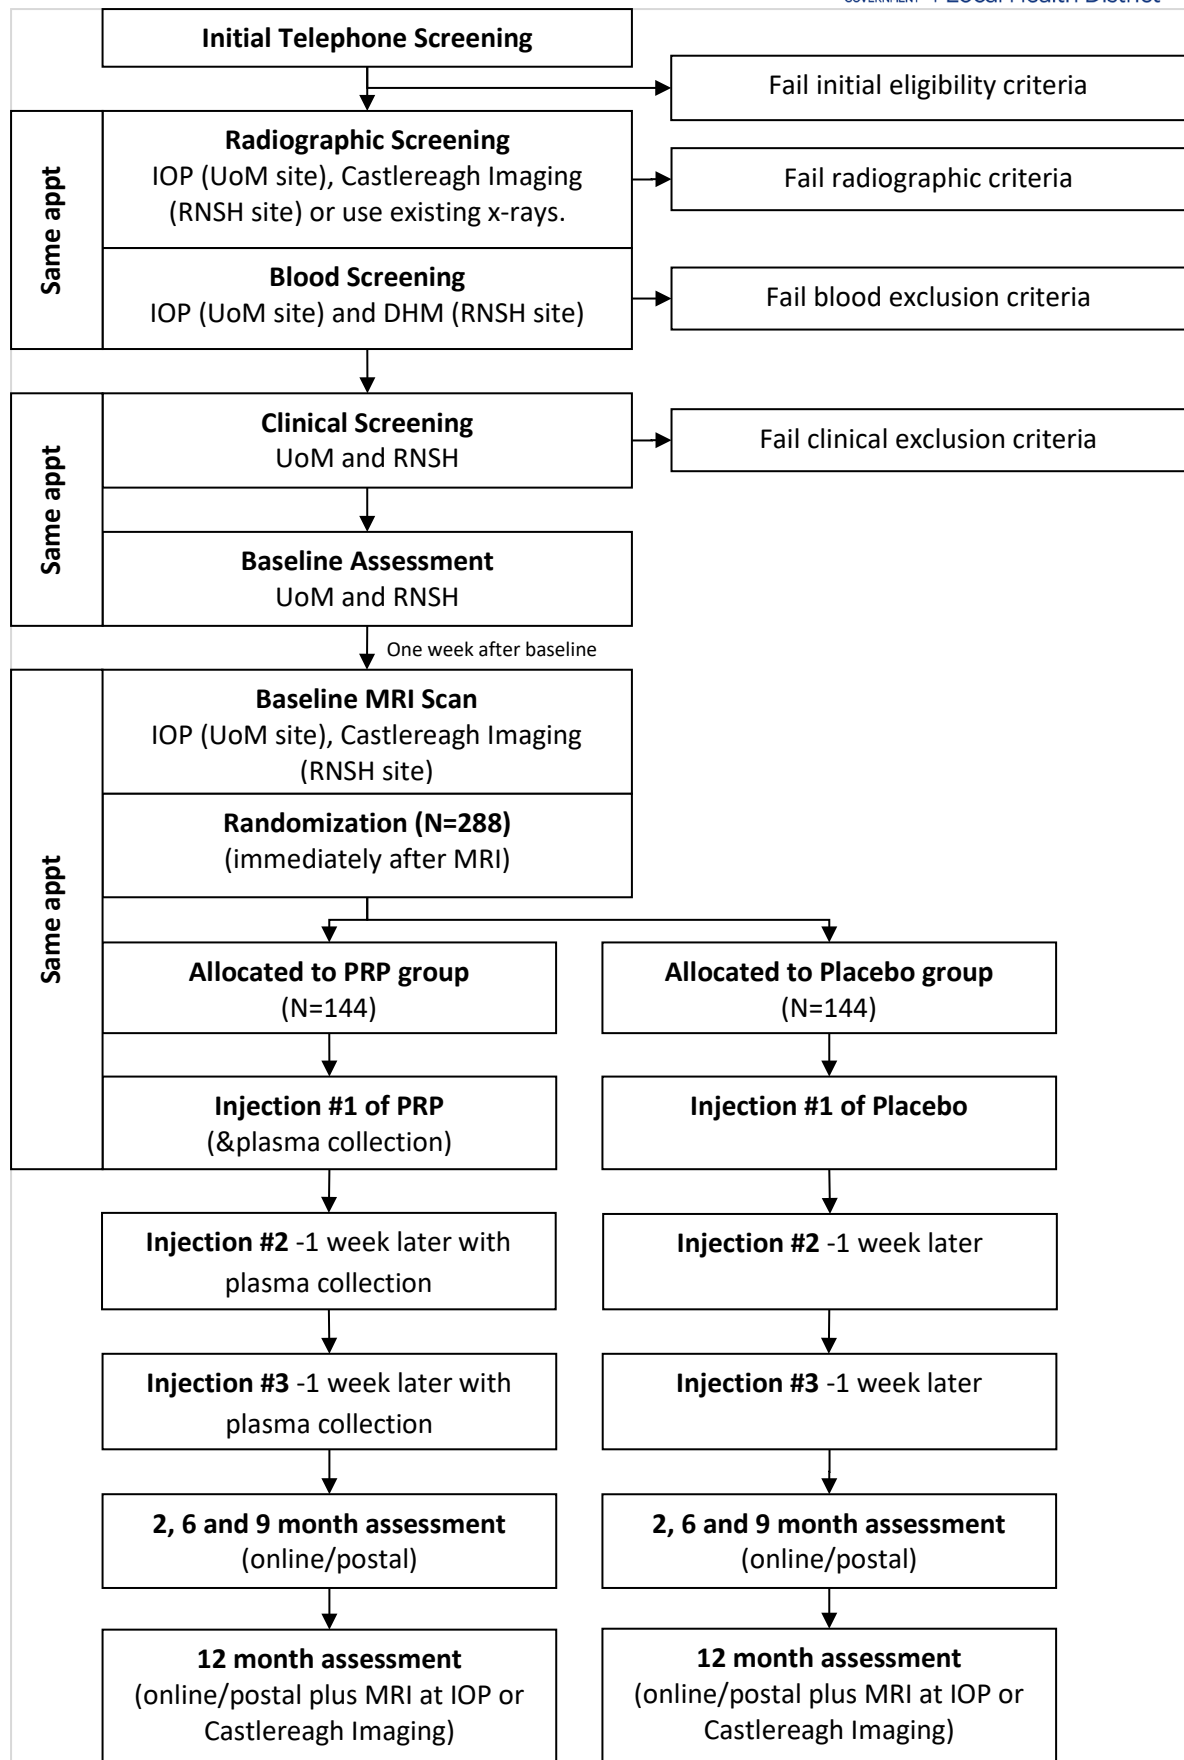 Initial Telephone Screening
Fail initial eligibility criteria
Same appt
Radiographic Screening
IOP (UoM site), Castlereagh Imaging
(RNSH site) or use existing x-rays.
Fail radiographic criteria
Blood Screening
IOP (UoM site) and DHM (RNSH site)
Fail blood exclusion criteria
Same appt
Clinical Screening
UoM and RNSH
Fail clinical exclusion criteria
Baseline Assessment
UoM and RNSH
One week after baseline
Same appt
Baseline MRI Scan
IOP (UoM site), Castlereagh Imaging
(RNSH site)
Randomization (N=288)
(immediately after MRI)
Allocated to PRP group
(N=144)
Allocated to Placebo group
(N=144)
Injection #1 of PRP
(&plasma collection)
Injection #1 of Placebo
Injection #2 -1 week later with
plasma collection
Injection #2 -1 week later
Injection #3 -1 week later with
plasma collection
Injection #3 -1 week later
2, 6 and 9 month assessment
(online/postal)
2, 6 and 9 month assessment
(online/postal)
12 month assessment
(online/postal plus MRI at IOP or
Castlereagh Imaging)
12 month assessment
(online/postal plus MRI at IOP or
Castlereagh Imaging)